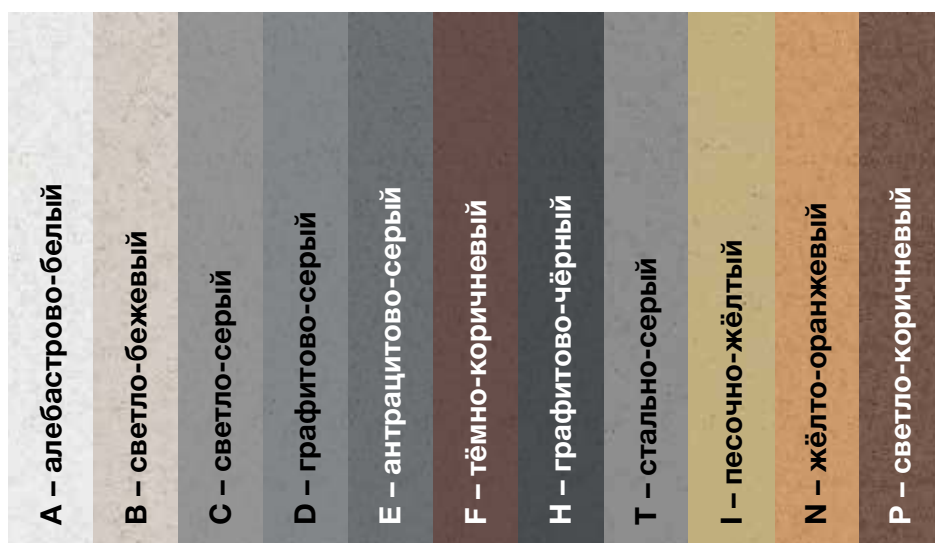 A – алебастрово-белый
B – светло-бежевый
C – светло-серый
D – графитово-серый
E – антрацитово-серый
F – тёмно-коричневый
H – графитово-чёрный
T – стально-серый
I – песочно-жёлтый
N – жёлто-оранжевый
P – светло-коричневый